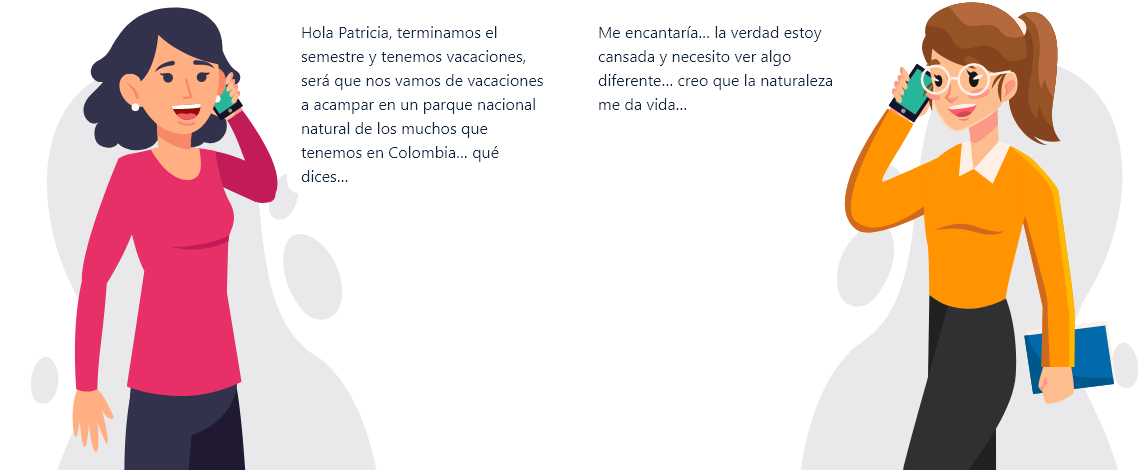 Hola Patricia, terminamos el
semestre y tenemos vacaciones,
será que nos vamos de vacaciones
a acampar en un parque nacional
natural de los muchos que
tenemos en Colombia... qué
dices...
Me encantaría... la verdad estoy
cansada y necesito ver algo
diferente... creo que la naturaleza
me da vida...